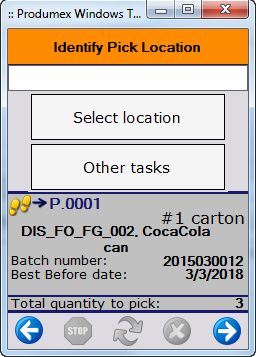 :: Produmex Windows T...
Identify Pick Location
Select location
Other tasks
P.0001
#1 carton
DIS_FO_FG_002, CocaCola
can
Batch number: 2015030012
Best Before date: 3/3/2018
Total quantity to pick: 3
STOP